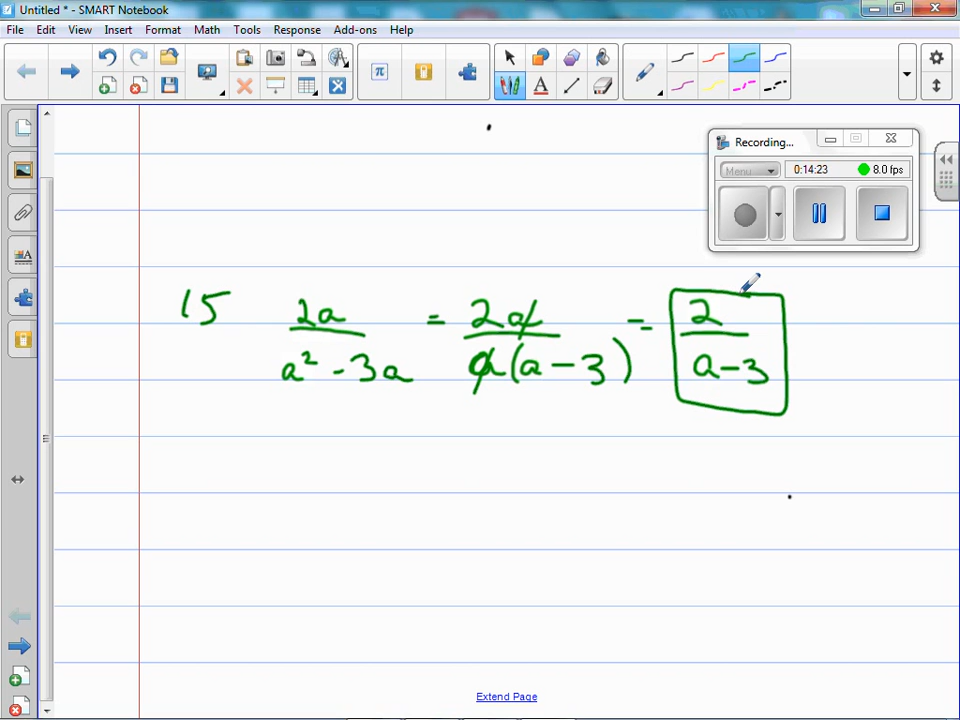 Untitled * - SMART Notebook
File Edit View Insert Format Math Tools Response Add-ons Help
Recording...
Menu 0:14:23 8.0 fps
15 2a / a² - 3a = 2a / a(a - 3) = 2 / a - 3
Extend Page